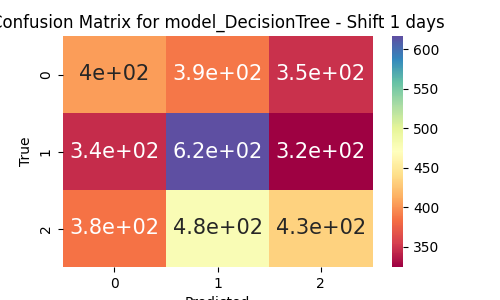 Confusion Matrix for model_DecisionTree - Shift 1 days
True
0 4e+02 3.9e+02 3.5e+02
1 3.4e+02 6.2e+02 3.2e+02
2 3.8e+02 4.8e+02 4.3e+02
0 1 2
Predicted
600
550
500
450
400
350